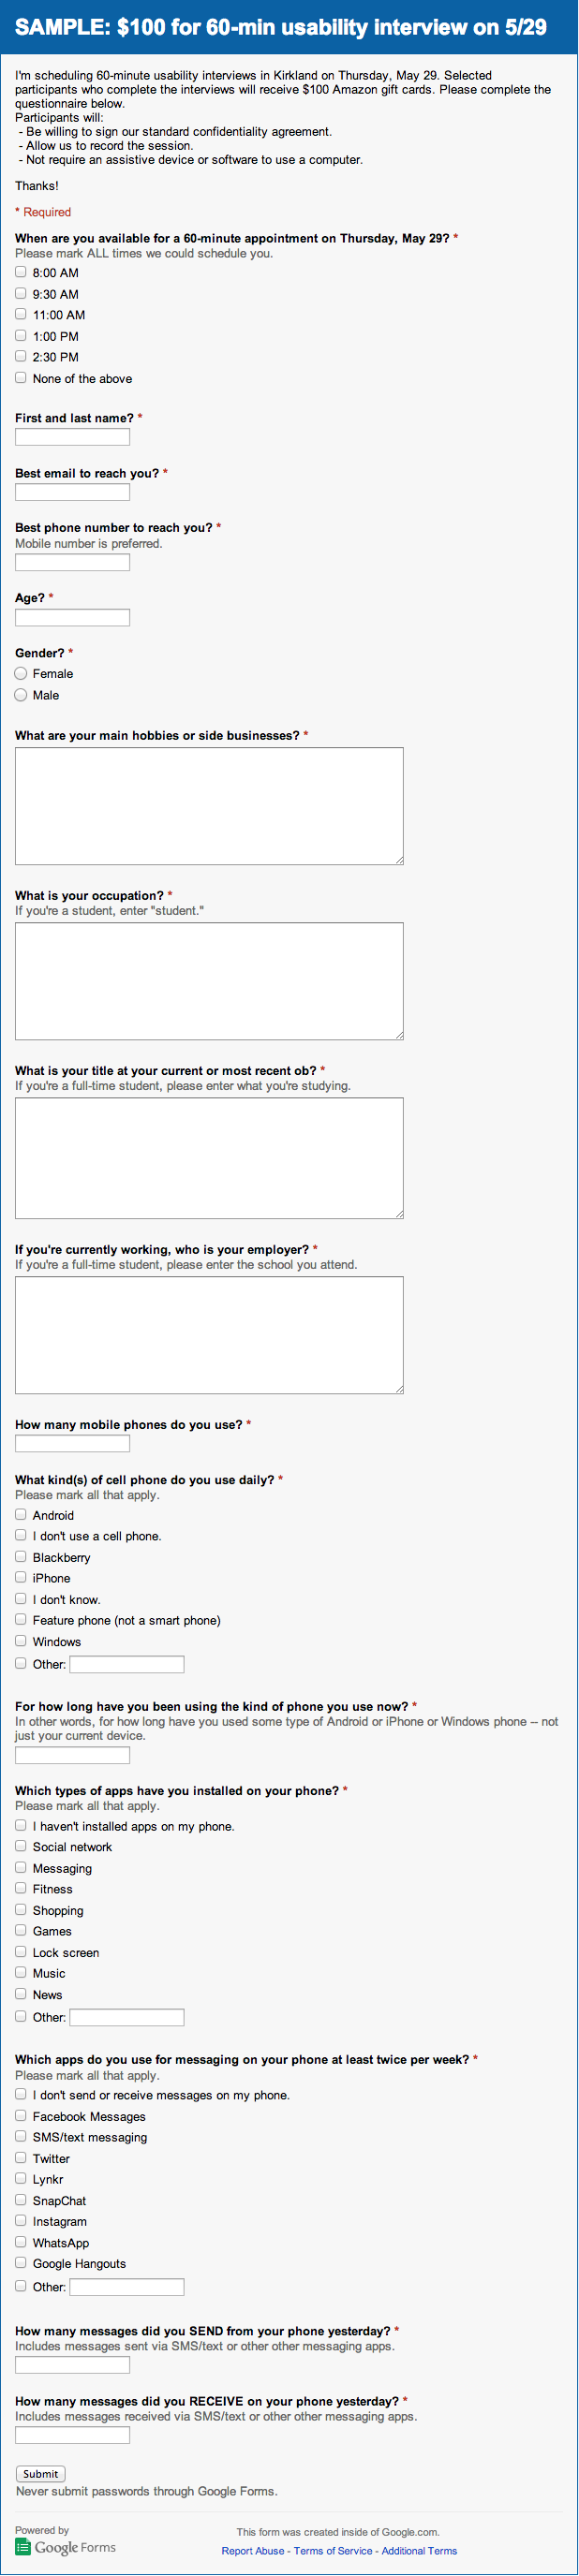 SAMPLE: $100 for 60-min usability interview on 5/29
I'm scheduling 60-minute usability interviews in Kirkland on Thursday, May 29. Selected
participants who complete the interviews will receive $100 Amazon gift cards. Please complete the
questionnaire below.
Participants will:
- Be willing to sign our standard confidentiality agreement.
- Allow us to record the session.
- Not require an assistive device or software to use a computer.
Thanks!
* Required
When are you available for a 60-minute appointment on Thursday, May 29? *
Please mark ALL times we could schedule you.
8:00 AM
9:30 AM
11:00 AM
1:00 PM
2:30 PM
None of the above
First and last name? *
Best email to reach you? *
Best phone number to reach you? *
Mobile number is preferred.
Age? *
Gender? *
Female
Male
What are your main hobbies or side businesses? *
What is your occupation? *
If you're a student, enter "student."
What is your title at your current or most recent ob? *
If you're a full-time student, please enter what you're studying.
If you're currently working, who is your employer? *
If you're a full-time student, please enter the school you attend.
How many mobile phones do you use? *
What kind(s) of cell phone do you use daily? *
Please mark all that apply.
Android
I don't use a cell phone.
Blackberry
iPhone
I don't know.
Feature phone (not a smart phone)
Windows
Other:
For how long have you been using the kind of phone you use now? *
In other words, for how long have you used some type of Android or iPhone or Windows phone -- not
just your current device.
Which types of apps have you installed on your phone? *
Please mark all that apply.
I haven't installed apps on my phone.
Social network
Messaging
Fitness
Shopping
Games
Lock screen
Music
News
Other:
Which apps do you use for messaging on your phone at least twice per week? *
Please mark all that apply.
I don't send or receive messages on my phone.
Facebook Messages
SMS/text messaging
Twitter
Lynkr
SnapChat
Instagram
WhatsApp
Google Hangouts
Other:
How many messages did you SEND from your phone yesterday? *
Includes messages sent via SMS/text or other other messaging apps.
How many messages did you RECEIVE on your phone yesterday? *
Includes messages received via SMS/text or other other messaging apps.
Submit
Never submit passwords through Google Forms.
Powered by
Google Forms
This form was created inside of Google.com.
Report Abuse - Terms of Service - Additional Terms